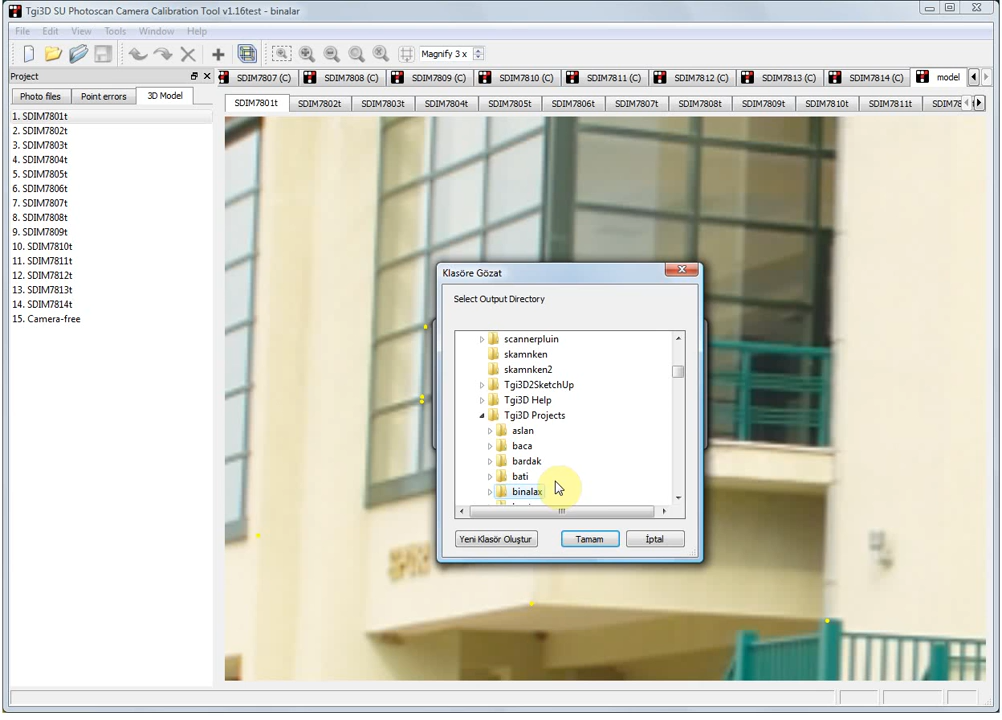 Tgi3D SU Photoscan Camera Calibration Tool v1.16test - binalar
File Edit View Tools Window Help
Magnify 3 x
Project
SDIM7807 (C) SDIM7808 (C) SDIM7809 (C) SDIM7810 (C) SDIM7811 (C) SDIM7812 (C) SDIM7813 (C) SDIM7814 (C) model
Photo files Point errors 3D Model
SDIM7801t SDIM7802t SDIM7803t SDIM7804t SDIM7805t SDIM7806t SDIM7807t SDIM7808t SDIM7809t SDIM7810t SDIM7811t SDIM78
1. SDIM7801t
2. SDIM7802t
3. SDIM7803t
4. SDIM7804t
5. SDIM7805t
6. SDIM7806t
7. SDIM7807t
8. SDIM7808t
9. SDIM7809t
10. SDIM7810t
11. SDIM7811t
12. SDIM7812t
13. SDIM7813t
14. SDIM7814t
15. Camera-free
Klasöre Gözat
Select Output Directory
scannerpluin
skamnken
skamnken2
Tgi3D2SketchUp
Tgi3D Help
Tgi3D Projects
aslan
baca
bardak
bati
binalax
Yeni Klasör Oluştur Tamam İptal